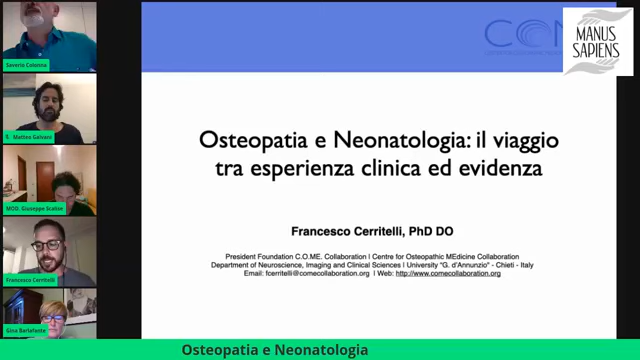 Saverio Colonna
Matteo Galvani
MOD. Giuseppe Scalize
Francesco Cerritelli
Gina Barlafante
COM
MANUS
SAPIENS
Osteopatia e Neonatologia: il viaggio
tra esperienza clinica ed evidenza
Francesco Cerritelli, PhD DO
President Foundation C.O.ME. Collaboration | Centre for Osteopathic MEdicine Collaboration
Department of Neuroscience, Imaging and Clinical Sciences | University "G. d'Annunzio" - Chieti - Italy
Email: fcerritelli@comecollaboration.org | Web: http://www.comecollaboration.org
Osteopatia e Neonatologia